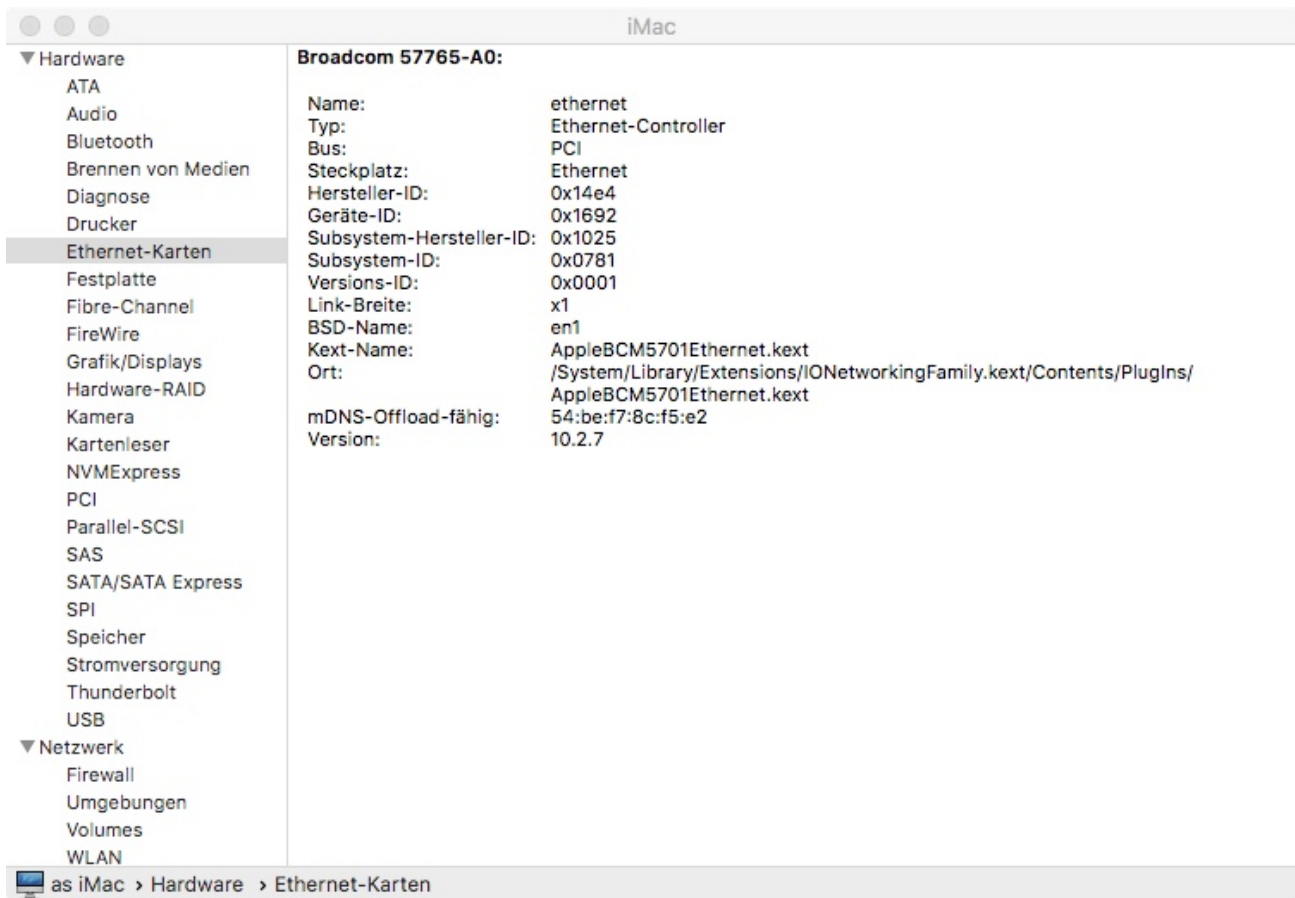 iMac
Hardware
ATA
Audio
Bluetooth
Brennen von Medien
Diagnose
Drucker
Ethernet-Karten
Festplatte
Fibre-Channel
FireWire
Grafik/Displays
Hardware-RAID
Kamera
Kartenleser
NVMExpress
PCI
Parallel-SCSI
SAS
SATA/SATA Express
SPI
Speicher
Stromversorgung
Thunderbolt
USB
Netzwerk
Firewall
Umgebungen
Volumes
WLAN
Broadcom 57765-A0:
Name: ethernet
Typ: Ethernet-Controller
Bus: PCI
Steckplatz: Ethernet
Hersteller-ID: 0x14e4
Geräte-ID: 0x1692
Subsystem-Hersteller-ID: 0x1025
Subsystem-ID: 0x0781
Versions-ID: 0x0001
Link-Breite: x1
BSD-Name: en1
Kext-Name: AppleBCM5701Ethernet.kext
Ort: /System/Library/Extensions/IONetworkingFamily.kext/Contents/PlugIns/
AppleBCM5701Ethernet.kext
mDNS-Offload-fähig: 54:be:f7:8c:f5:e2
Version: 10.2.7
as iMac › Hardware › Ethernet-Karten